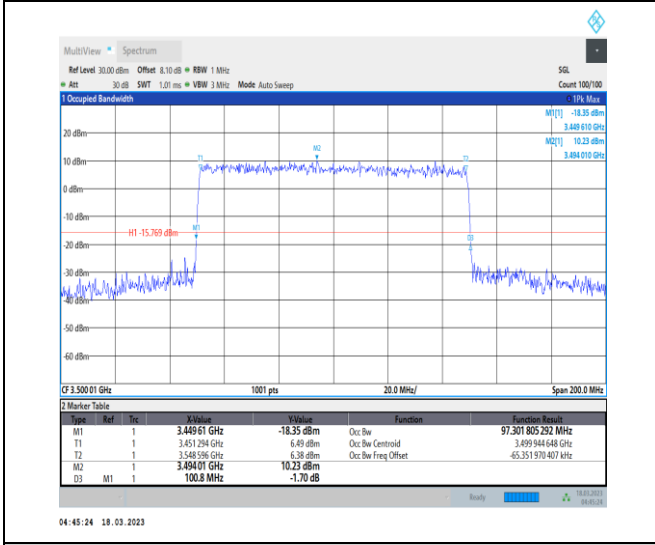 MultiView Spectrum
Ref Level 30.00 dBm Offset 8.10 dB RBW 1 MHz SGL
Att 30 dB SWT 1.01 ms VBW 3 MHz Mode Auto Sweep Count 100/100
1 Occupied Bandwidth 1Pk Max
M1[1] -18.35 dBm
3.449 610 GHz
M2[1] 10.23 dBm
3.494 010 GHz
20 dBm
M2
10 dBm
T1 T2
0 dBm
-10 dBm
H1 -15.769 dBm M1
-20 dBm
D3
-30 dBm
-40 dBm
-50 dBm
-60 dBm
CF 3.500 01 GHz 1001 pts 20.0 MHz/ Span 200.0 MHz
2 Marker Table
Type Ref Trc X-Value Y-Value Function Function Result
M1 1 3.449 61 GHz -18.35 dBm Occ Bw 97.301 805 292 MHz
T1 1 3.451 294 GHz 6.49 dBm Occ Bw Centroid 3.499 944 648 GHz
T2 1 3.548 596 GHz 6.38 dBm Occ Bw Freq Offset -65.351 970 407 kHz
M2 1 3.494 01 GHz 10.23 dBm
D3 M1 1 100.8 MHz -1.70 dB
Ready 18.03.2023
04:45:24
04:45:24 18.03.2023